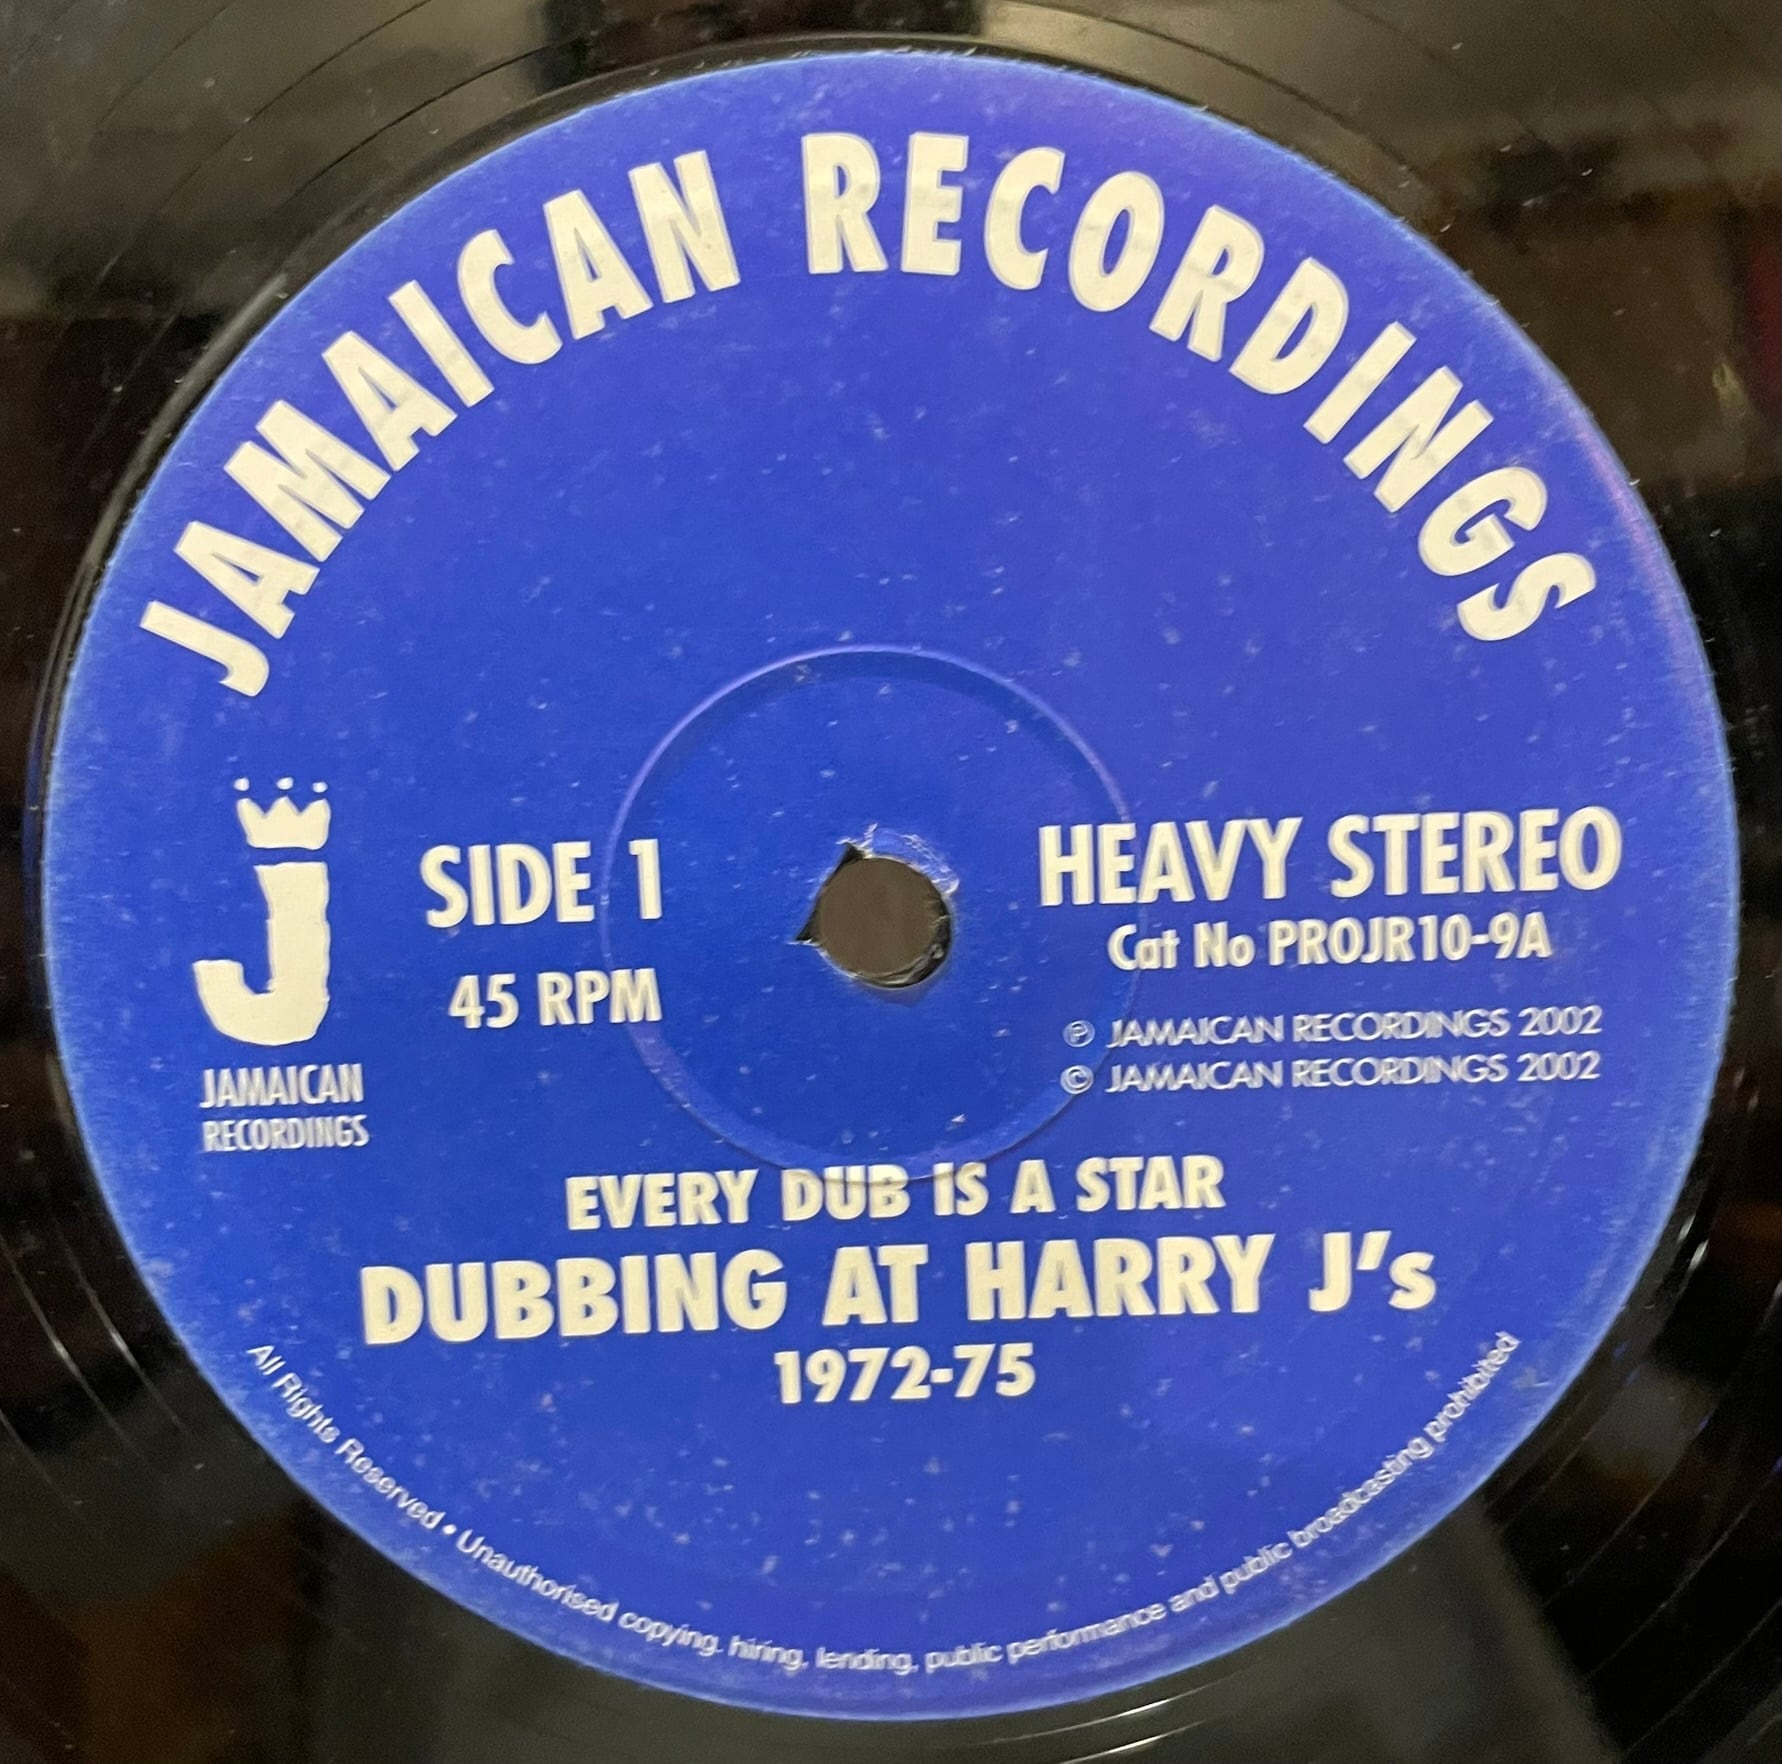 JAMAICAN RECORDINGS
J
JAMAICAN
RECORDINGS
SIDE 1
45 RPM
HEAVY STEREO
Cat No PROJR10-9A
℗ JAMAICAN RECORDINGS 2002
© JAMAICAN RECORDINGS 2002
EVERY DUB IS A STAR
DUBBING AT HARRY J's
1972-75
All Rights Reserved • Unauthorised copying. hiring, lending, public performance and public broadcasting prohibited